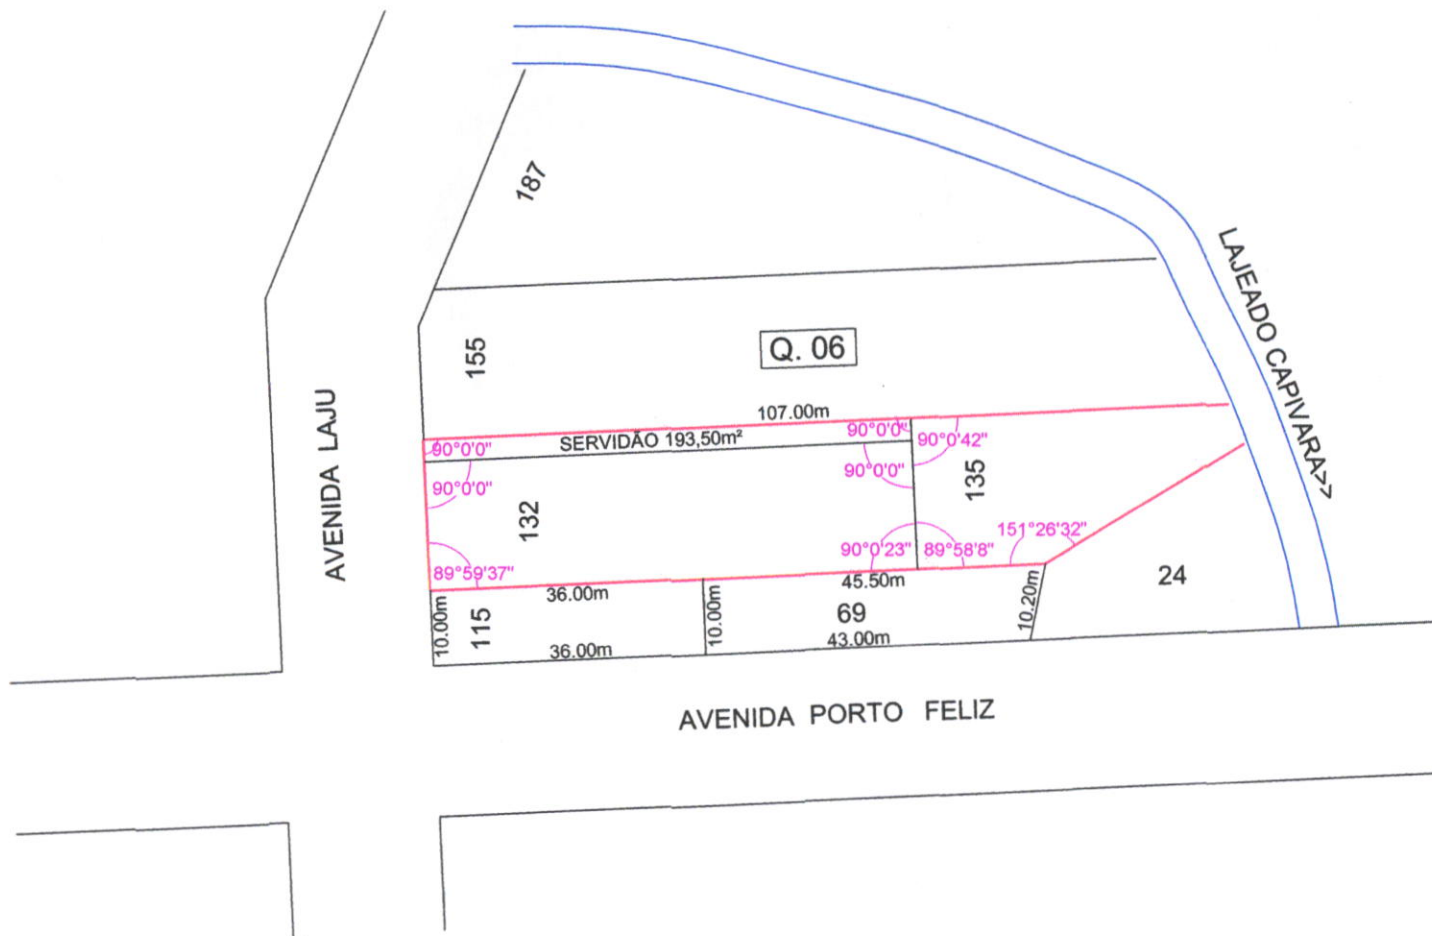 187
LAJEADO CAPIVARA>>
155
Q. 06
AVENIDA LAJU
107.00m
SERVIDÃO 193,50m²
90°0'0"
90°0'0"
90°0'42"
90°0'0"
90°0'0"
132
135
89°59'37"
90°0'23"
89°58'8"
151°26'32"
36.00m
45.50m
10.00m
115
10.00m
69
10.20m
24
36.00m
43.00m
AVENIDA PORTO FELIZ